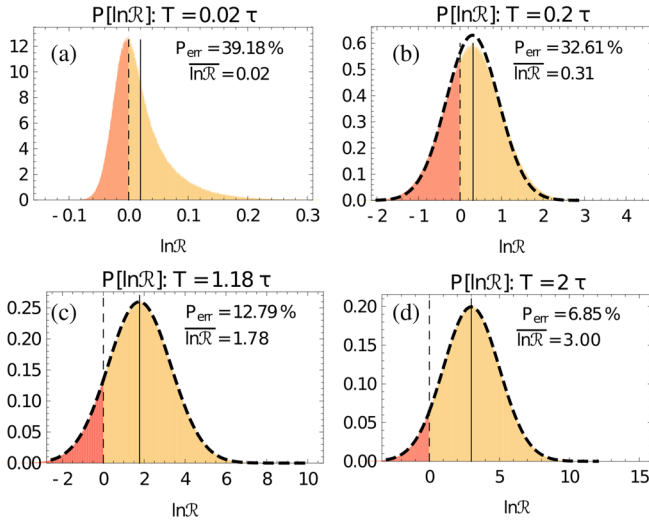 P[lnℛ]: T = 0.02 τ
(a)
P_err = 39.18 %
\overline{lnℛ} = 0.02
12
10
8
6
4
2
0
-0.1 0.0 0.1 0.2 0.3
lnℛ
P[lnℛ]: T = 0.2 τ
(b)
P_err = 32.61 %
\overline{lnℛ} = 0.31
0.6
0.5
0.4
0.3
0.2
0.1
0.0
-2 -1 0 1 2 3 4
lnℛ
P[lnℛ]: T = 1.18 τ
(c)
P_err = 12.79 %
\overline{lnℛ} = 1.78
0.25
0.20
0.15
0.10
0.05
0.00
-2 0 2 4 6 8 10
lnℛ
P[lnℛ]: T = 2 τ
(d)
P_err = 6.85 %
\overline{lnℛ} = 3.00
0.20
0.15
0.10
0.05
0.00
0 5 10 15
lnℛ